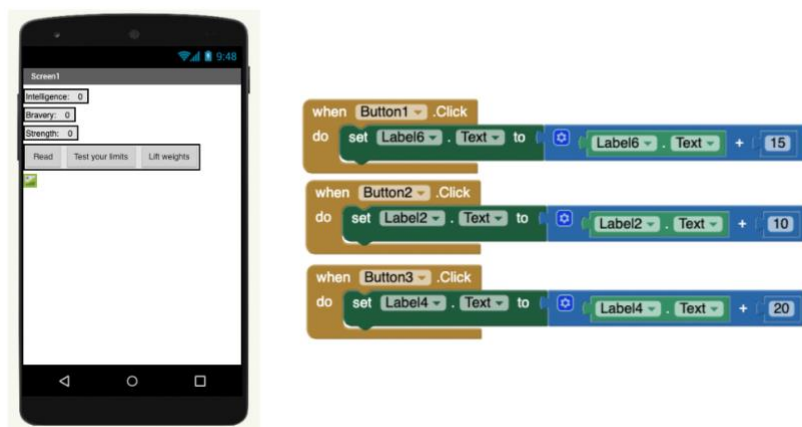 9:48
Screen1
Intelligence: 0
Bravery: 0
Strength: 0
Read Test your limits Lift weights
when Button1 .Click
do set Label6 . Text to Label6 . Text + 15
when Button2 .Click
do set Label2 . Text to Label2 . Text + 10
when Button3 .Click
do set Label4 . Text to Label4 . Text + 20